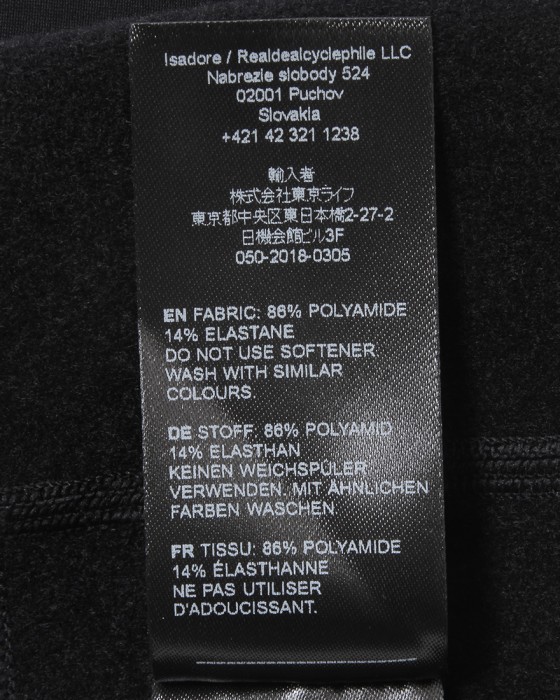 Isadore / Realdealcyclephile LLC
Nabrezie slobody 524
02001 Puchov
Slovakia
+421 42 321 1238
輸入者
株式会社東京ライフ
東京都中央区東日本橋2-27-2
日機会館ビル3F
050-2018-0305
EN FABRIC: 86% POLYAMIDE
14% ELASTANE
DO NOT USE SOFTENER
WASH WITH SIMILAR
COLOURS.
DE STOFF: 86% POLYAMID
14% ELASTHAN
KEINEN WEICHSPÜLER
VERWENDEN. MIT ÄHNLICHEN
FARBEN WASCHEN
FR TISSU: 86% POLYAMIDE
14% ÉLASTHANNE
NE PAS UTILISER
D'ADOUCISSANT.